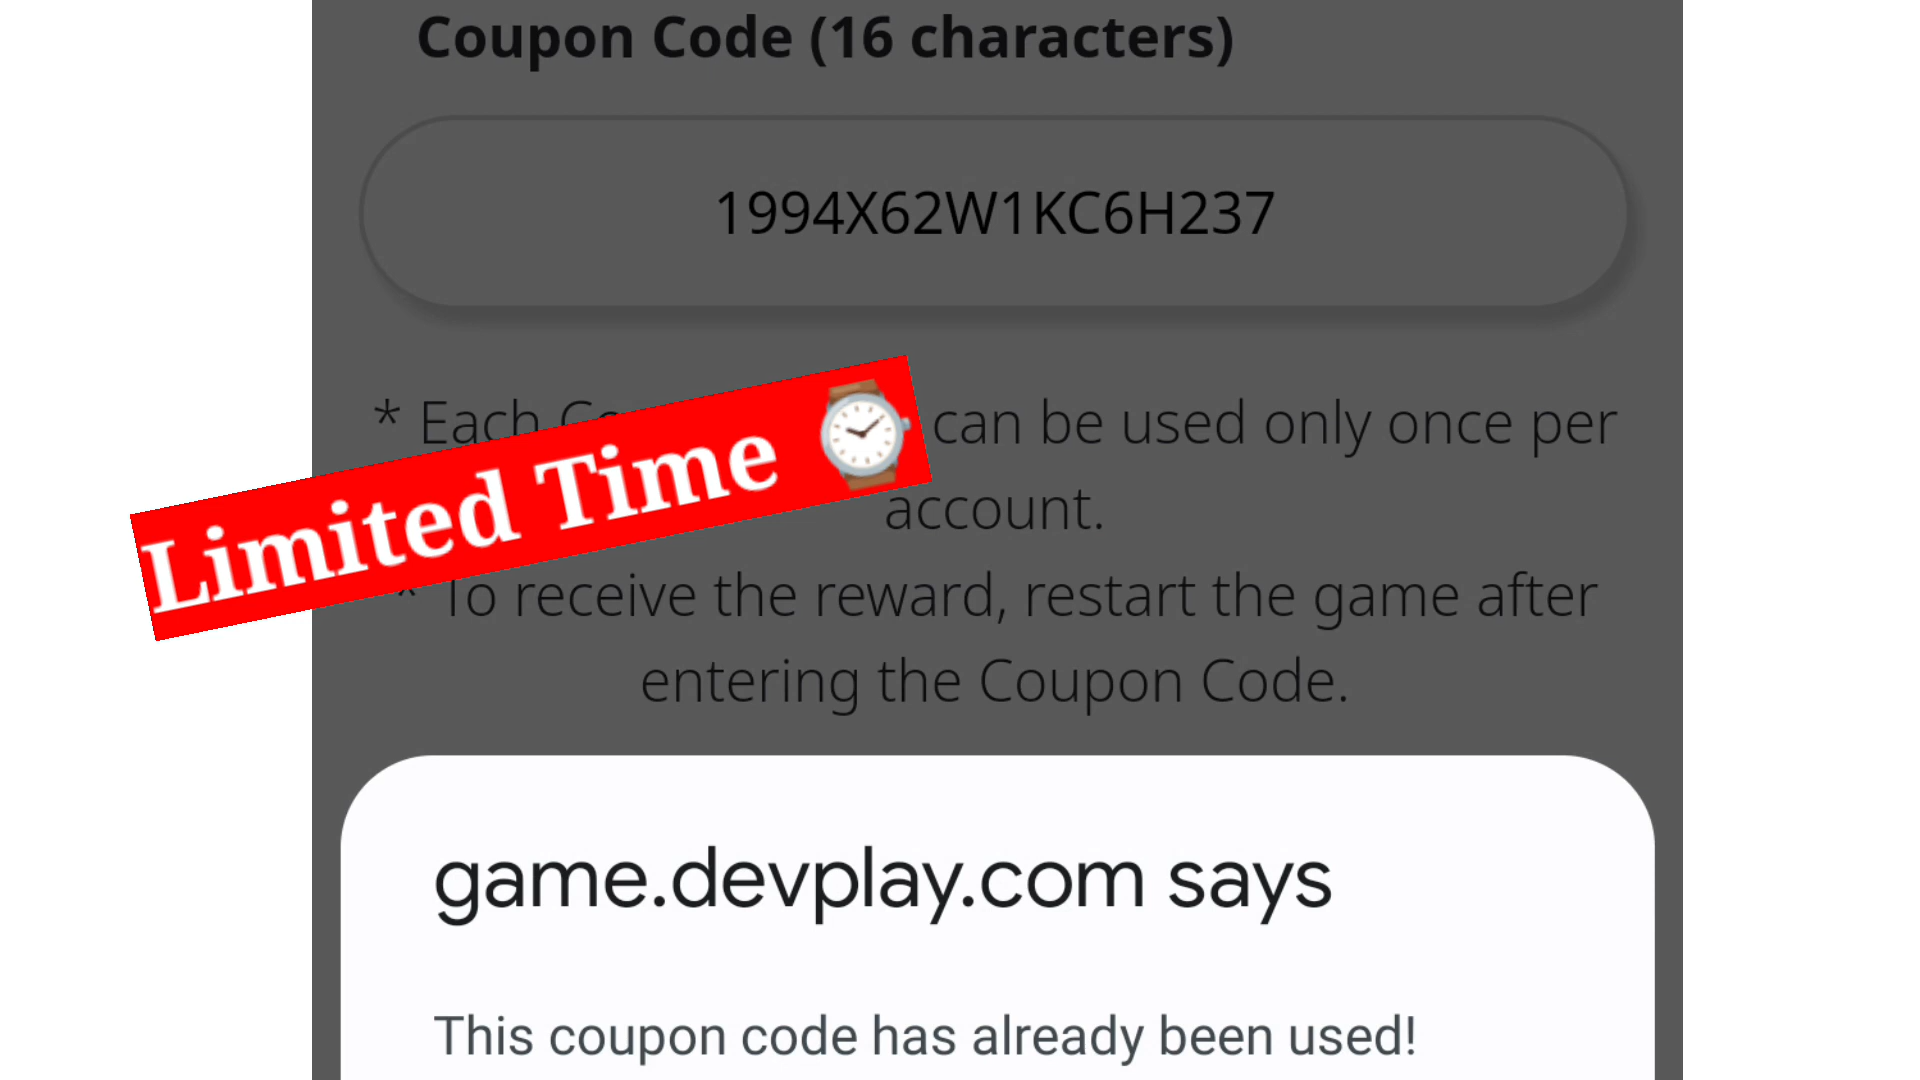 Coupon Code (16 characters)
1994X62W1KC6H237
* Each can be used only once per
account.
Limited Time
* To receive the reward, restart the game after
entering the Coupon Code.
game.devplay.com says
This coupon code has already been used!